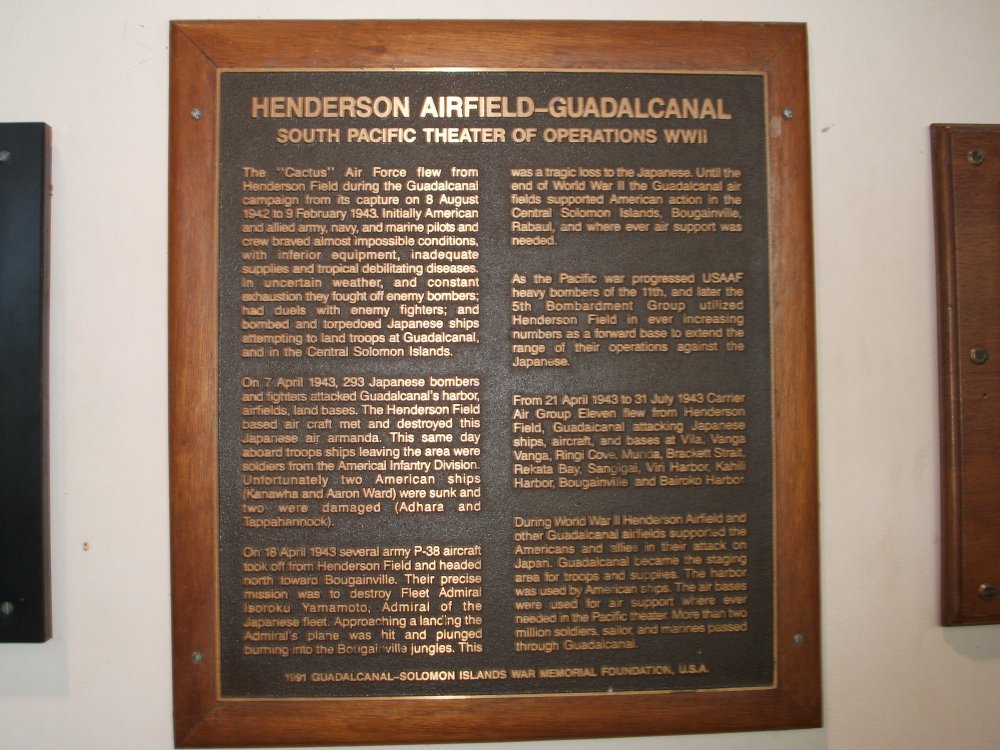 HENDERSON AIRFIELD–GUADALCANAL
SOUTH PACIFIC THEATER OF OPERATIONS WWII
The "Cactus" Air Force flew from
Henderson Field during the Guadalcanal
campaign from its capture on 8 August
1942 to 9 February 1943. Initially American
and allied army, navy, and marine pilots and
crew braved almost impossible conditions,
with inferior equipment, inadequate
supplies and tropical debilitating diseases.
In uncertain weather, and constant
exhaustion they fought off enemy bombers;
had duels with enemy fighters; and
bombed and torpedoed Japanese ships
attempting to land troops at Guadalcanal,
and in the Central Solomon Islands.
On 7 April 1943, 293 Japanese bombers
and fighters attacked Guadalcanal's harbor,
airfields, land bases. The Henderson Field
based air craft met and destroyed this
Japanese air armanda. This same day
aboard troops ships leaving the area were
soldiers from the Americal Infantry Division.
Unfortunately two American ships
(Kanawha and Aaron Ward) were sunk and
two were damaged (Adhara and
Tappahannock).
On 18 April 1943 several army P-38 aircraft
took off from Henderson Field and headed
north toward Bougainville. Their precise
mission was to destroy Fleet Admiral
Isoroku Yamamoto, Admiral of the
Japanese fleet. Approaching a landing the
Admiral's plane was hit and plunged
burning into the Bougainville jungles. This
was a tragic loss to the Japanese. Until the
end of World War II the Guadalcanal air
fields supported American action in the
Central Solomon Islands, Bougainville,
Rabaul, and where ever air support was
needed.
As the Pacific war progressed USAAF
heavy bombers of the 11th, and later the
5th Bombardment Group utilized
Henderson Field in ever increasing
numbers as a forward base to extend the
range of their operations against the
Japanese.
From 21 April 1943 to 31 July 1943 Carrier
Air Group Eleven flew from Henderson
Field, Guadalcanal attacking Japanese
ships, aircraft, and bases at Vila, Vanga
Vanga, Ringi Cove, Munda, Brackett Strait,
Rekata Bay, Sangigai, Viri Harbor, Kahili
Harbor, Bougainville and Bairoko Harbor.
During World War II Henderson Airfield and
other Guadalcanal airfields supported the
Americans and allies in their attack on
Japan. Guadalcanal became the staging
area for troops and supplies. The harbor
was used by American ships. The air bases
were used for air support where ever
needed in the Pacific theater. More than two
million soldiers, sailor, and marines passed
through Guadalcanal.
1991 GUADALCANAL–SOLOMON ISLANDS WAR MEMORIAL FOUNDATION, U.S.A.